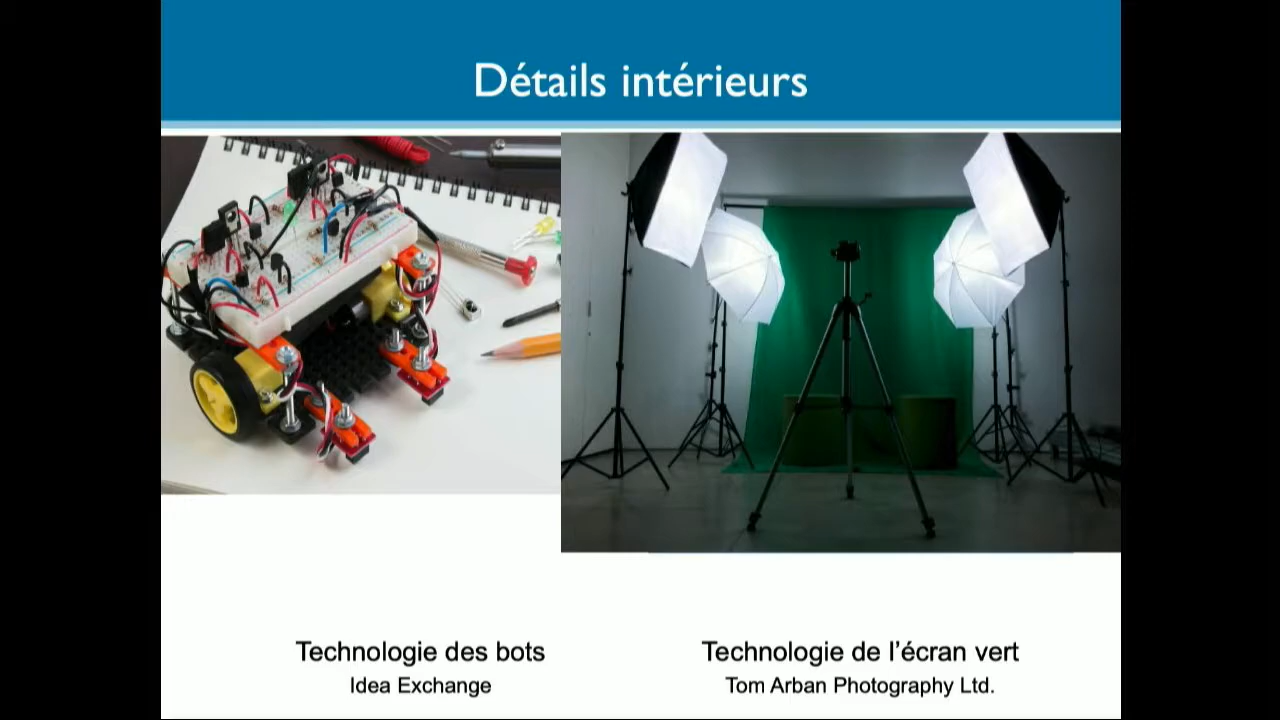 Détails intérieurs
Technologie des bots
Idea Exchange
Technologie de l'écran vert
Tom Arban Photography Ltd.